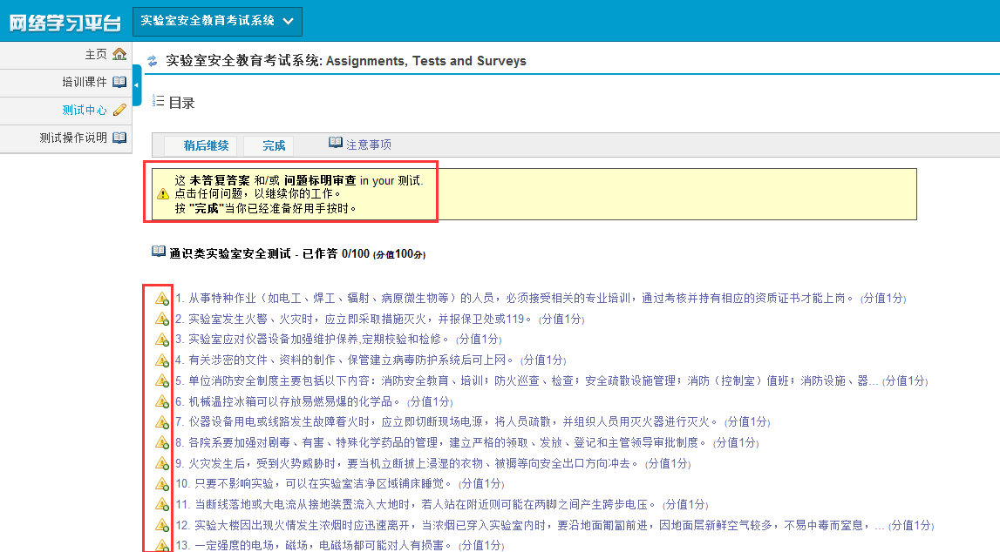 网络学习平台
实验室安全教育考试系统
主页
培训课件
测试中心
测试操作说明
实验室安全教育考试系统: Assignments, Tests and Surveys
目录
稍后继续 完成 注意事项
这 未答复答案 和/或 问题标明审查 in your 测试.
点击任何问题，以继续你的工作。
按 "完成"当你已经准备好用手按时。
通识类实验室安全测试 - 已作答 0/100 (分值100分)
1. 从事特种作业（如电工、焊工、辐射、病原微生物等）的人员，必须接受相关的专业培训，通过考核并持有相应的资质证书才能上岗。 (分值1分)
2. 实验室发生火警、火灾时，应立即采取措施灭火，并报保卫处或119。 (分值1分)
3. 实验室应对仪器设备加强维护保养,定期校验和检修。 (分值1分)
4. 有关涉密的文件、资料的制作、保管建立病毒防护系统后可上网。 (分值1分)
5. 单位消防安全制度主要包括以下内容：消防安全教育、培训；防火巡查、检查；安全疏散设施管理；消防（控制室）值班；消防设施、器... (分值1分)
6. 机械温控冰箱可以存放易燃易爆的化学品。 (分值1分)
7. 仪器设备用电或线路发生故障着火时，应立即切断现场电源，将人员疏散，并组织人员用灭火器进行灭火。 (分值1分)
8. 各院系要加强对剧毒、有害、特殊化学药品的管理，建立严格的领取、发放、登记和主管领导审批制度。 (分值1分)
9. 火灾发生后，受到火势威胁时，要当机立断披上浸湿的衣物、被褥等向安全出口方向冲去。 (分值1分)
10. 只要不影响实验，可以在实验室洁净区域铺床睡觉。 (分值1分)
11. 当断线落地或大电流从接地装置流入大地时，若人站在附近则可能在两脚之间产生跨步电压。 (分值1分)
12. 实验大楼因出现火情发生浓烟时应迅速离开，当浓烟已穿入实验室内时，要沿地面匍匐前进，因地面层新鲜空气较多，不易中毒而窒息，... (分值1分)
13. 一定强度的电场，磁场，电磁场都可能对人有损害。 (分值1分)